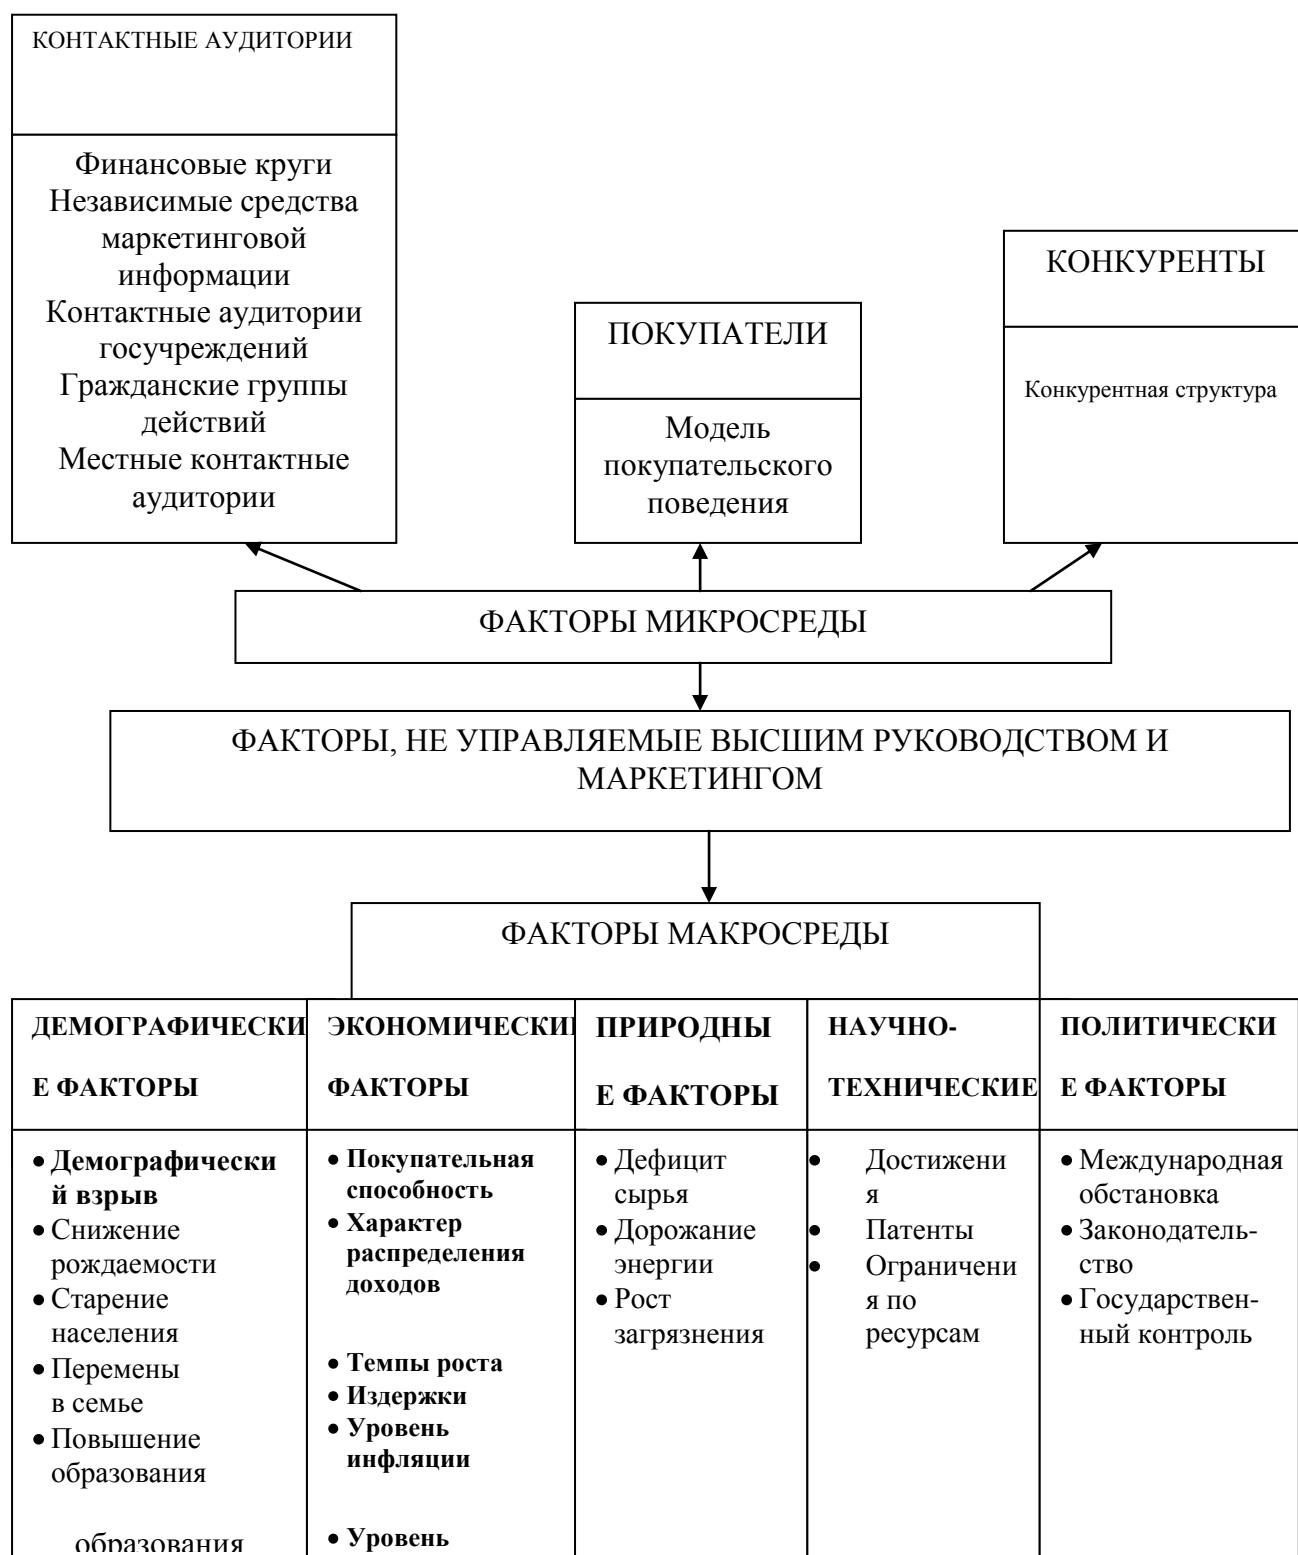 КОНТАКТНЫЕ АУДИТОРИИ
Финансовые круги
Независимые средства
маркетинговой
информации
Контактные аудитории
госучреждений
Гражданские группы
действий
Местные контактные
аудитории
ПОКУПАТЕЛИ
Модель
покупательского
поведения
КОНКУРЕНТЫ
Конкурентная структура
ФАКТОРЫ МИКРОСРЕДЫ
ФАКТОРЫ, НЕ УПРАВЛЯЕМЫЕ ВЫСШИМ РУКОВОДСТВОМ И
МАРКЕТИНГОМ
ФАКТОРЫ МАКРОСРЕДЫ
ДЕМОГРАФИЧЕСКИ
Е ФАКТОРЫ
• Демографически
й взрыв
• Снижение
рождаемости
• Старение
населения
• Перемены
в семье
• Повышение
образования
образования
ЭКОНОМИЧЕСКИ
ФАКТОРЫ
• Покупательная
способность
• Характер
распределения
доходов
• Темпы роста
• Издержки
• Уровень
инфляции
• Уровень
ПРИРОДНЫ
Е ФАКТОРЫ
• Дефицит
сырья
• Дорожание
энергии
• Рост
загрязнения
НАУЧНО-
ТЕХНИЧЕСКИЕ
• Достижени
я
• Патенты
• Ограничени
я по
ресурсам
ПОЛИТИЧЕСКИ
Е ФАКТОРЫ
• Международная
обстановка
• Законодатель-
ство
• Государствен-
ный контроль